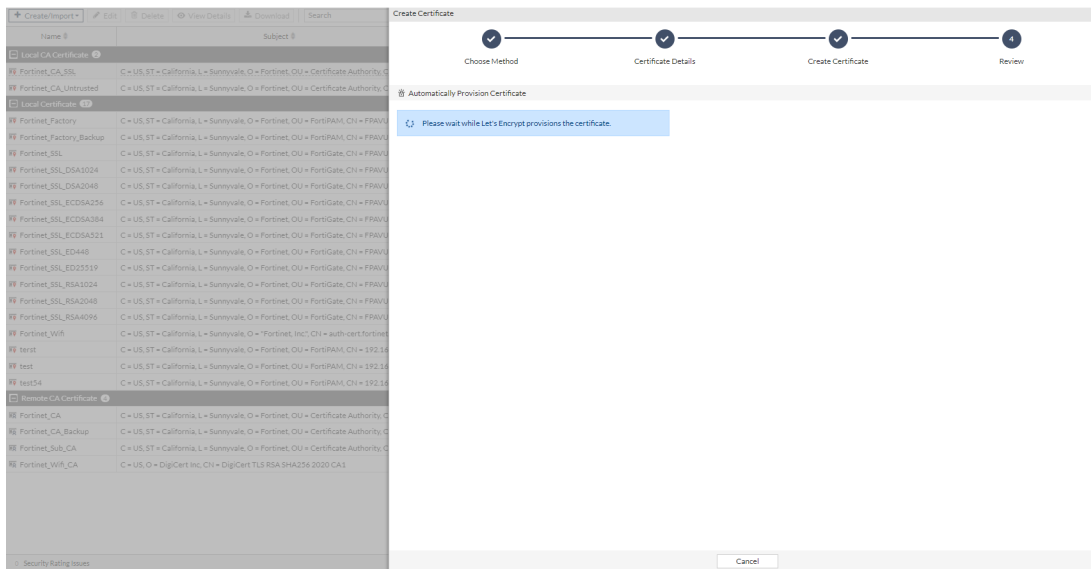 Create/Import Edit Delete View Details Download Search
Name Subject
Local CA Certificate 2
Fortinet_CA_SSL C = US, ST = California, L = Sunnyvale, O = Fortinet, OU = Certificate Authority, C
Fortinet_CA_Untrusted C = US, ST = California, L = Sunnyvale, O = Fortinet, OU = Certificate Authority, C
Local Certificate 17
Fortinet_Factory C = US, ST = California, L = Sunnyvale, O = Fortinet, OU = FortiPAM, CN = FPAVU
Fortinet_Factory_Backup C = US, ST = California, L = Sunnyvale, O = Fortinet, OU = FortiPAM, CN = FPAVU
Fortinet_SSL C = US, ST = California, L = Sunnyvale, O = Fortinet, OU = FortiGate, CN = FPAVU
Fortinet_SSL_DSA1024 C = US, ST = California, L = Sunnyvale, O = Fortinet, OU = FortiGate, CN = FPAVU
Fortinet_SSL_DSA2048 C = US, ST = California, L = Sunnyvale, O = Fortinet, OU = FortiGate, CN = FPAVU
Fortinet_SSL_ECDSA256 C = US, ST = California, L = Sunnyvale, O = Fortinet, OU = FortiGate, CN = FPAVU
Fortinet_SSL_ECDSA384 C = US, ST = California, L = Sunnyvale, O = Fortinet, OU = FortiGate, CN = FPAVU
Fortinet_SSL_ECDSA521 C = US, ST = California, L = Sunnyvale, O = Fortinet, OU = FortiGate, CN = FPAVU
Fortinet_SSL_ED448 C = US, ST = California, L = Sunnyvale, O = Fortinet, OU = FortiGate, CN = FPAVU
Fortinet_SSL_ED25519 C = US, ST = California, L = Sunnyvale, O = Fortinet, OU = FortiGate, CN = FPAVU
Fortinet_SSL_RSA1024 C = US, ST = California, L = Sunnyvale, O = Fortinet, OU = FortiGate, CN = FPAVU
Fortinet_SSL_RSA2048 C = US, ST = California, L = Sunnyvale, O = Fortinet, OU = FortiGate, CN = FPAVU
Fortinet_SSL_RSA4096 C = US, ST = California, L = Sunnyvale, O = Fortinet, OU = FortiGate, CN = FPAVU
Fortinet_Wifi C = US, ST = California, L = Sunnyvale, O = "Fortinet, Inc", CN = auth-cert.fortinet
terst C = US, ST = California, L = Sunnyvale, O = Fortinet, OU = FortiPAM, CN = 192.16
test C = US, ST = California, L = Sunnyvale, O = Fortinet, OU = FortiPAM, CN = 192.16
test54 C = US, ST = California, L = Sunnyvale, O = Fortinet, OU = FortiPAM, CN = 192.16
Remote CA Certificate 4
Fortinet_CA C = US, ST = California, L = Sunnyvale, O = Fortinet, OU = Certificate Authority, C
Fortinet_CA_Backup C = US, ST = California, L = Sunnyvale, O = Fortinet, OU = Certificate Authority, C
Fortinet_Sub_CA C = US, ST = California, L = Sunnyvale, O = Fortinet, OU = Certificate Authority, C
Fortinet_Wifi_CA C = US, O = DigiCert Inc, CN = DigiCert TLS RSA SHA256 2020 CA1
Security Rating Issues
Create Certificate
4
Choose Method Certificate Details Create Certificate Review
Automatically Provision Certificate
Please wait while Let's Encrypt provisions the certificate.
Cancel